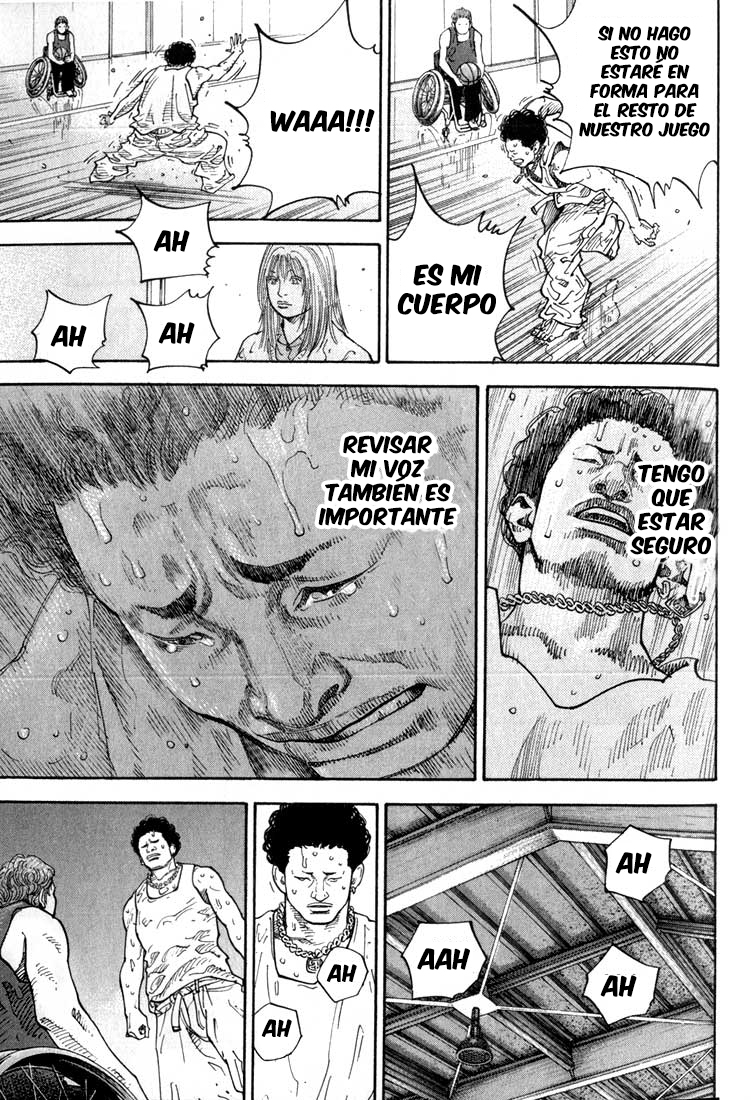 SI NO HAGO
ESTO NO
ESTARÉ EN
FORMA PARA
EL RESTO DE
NUESTRO JUEGO
ES MI
CUERPO
WAAA!!!
AH
AH
AH
TENGO
QUE
ESTAR
SEGURO
REVISAR
MI VOZ
TAMBIÉN ES
IMPORTANTE
AH
AAH
AH
AH
AH